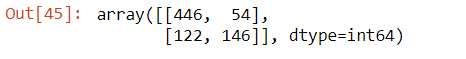 Out[45]: array([[446, 54],
[122, 146]], dtype=int64)